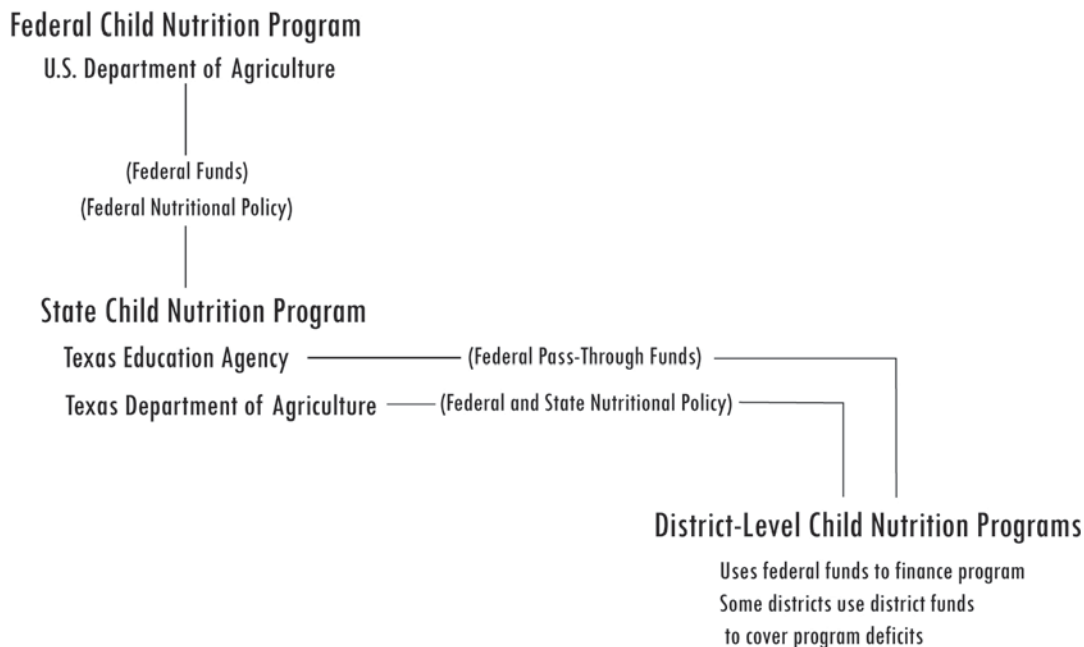 Federal Child Nutrition Program
U.S. Department of Agriculture
(Federal Funds)
(Federal Nutritional Policy)
State Child Nutrition Program
Texas Education Agency
(Federal Pass-Through Funds)
Texas Department of Agriculture
(Federal and State Nutritional Policy)
District-Level Child Nutrition Programs
Uses federal funds to finance program
Some districts use district funds
to cover program deficits